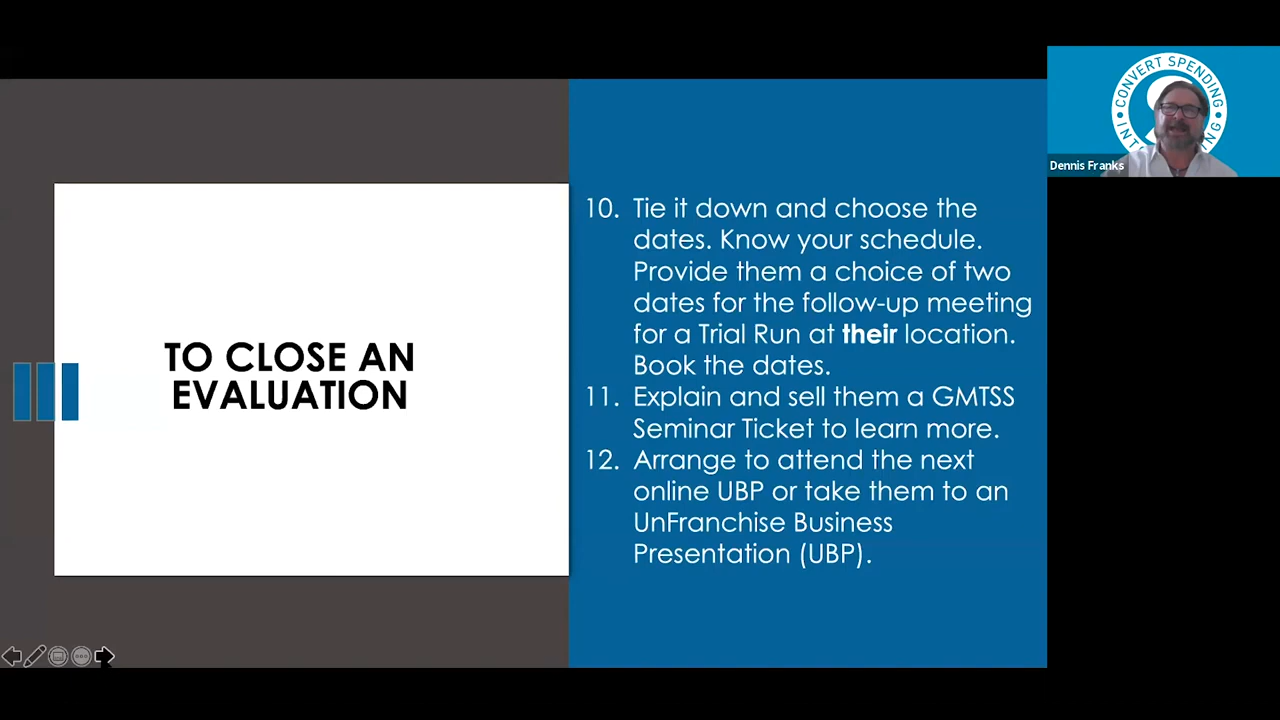 TO CLOSE AN
EVALUATION
10. Tie it down and choose the
dates. Know your schedule.
Provide them a choice of two
dates for the follow-up meeting
for a Trial Run at their location.
Book the dates.
11. Explain and sell them a GMTSS
Seminar Ticket to learn more.
12. Arrange to attend the next
online UBP or take them to an
UnFranchise Business
Presentation (UBP).
• CONVERT SPENDING •
Dennis Franks